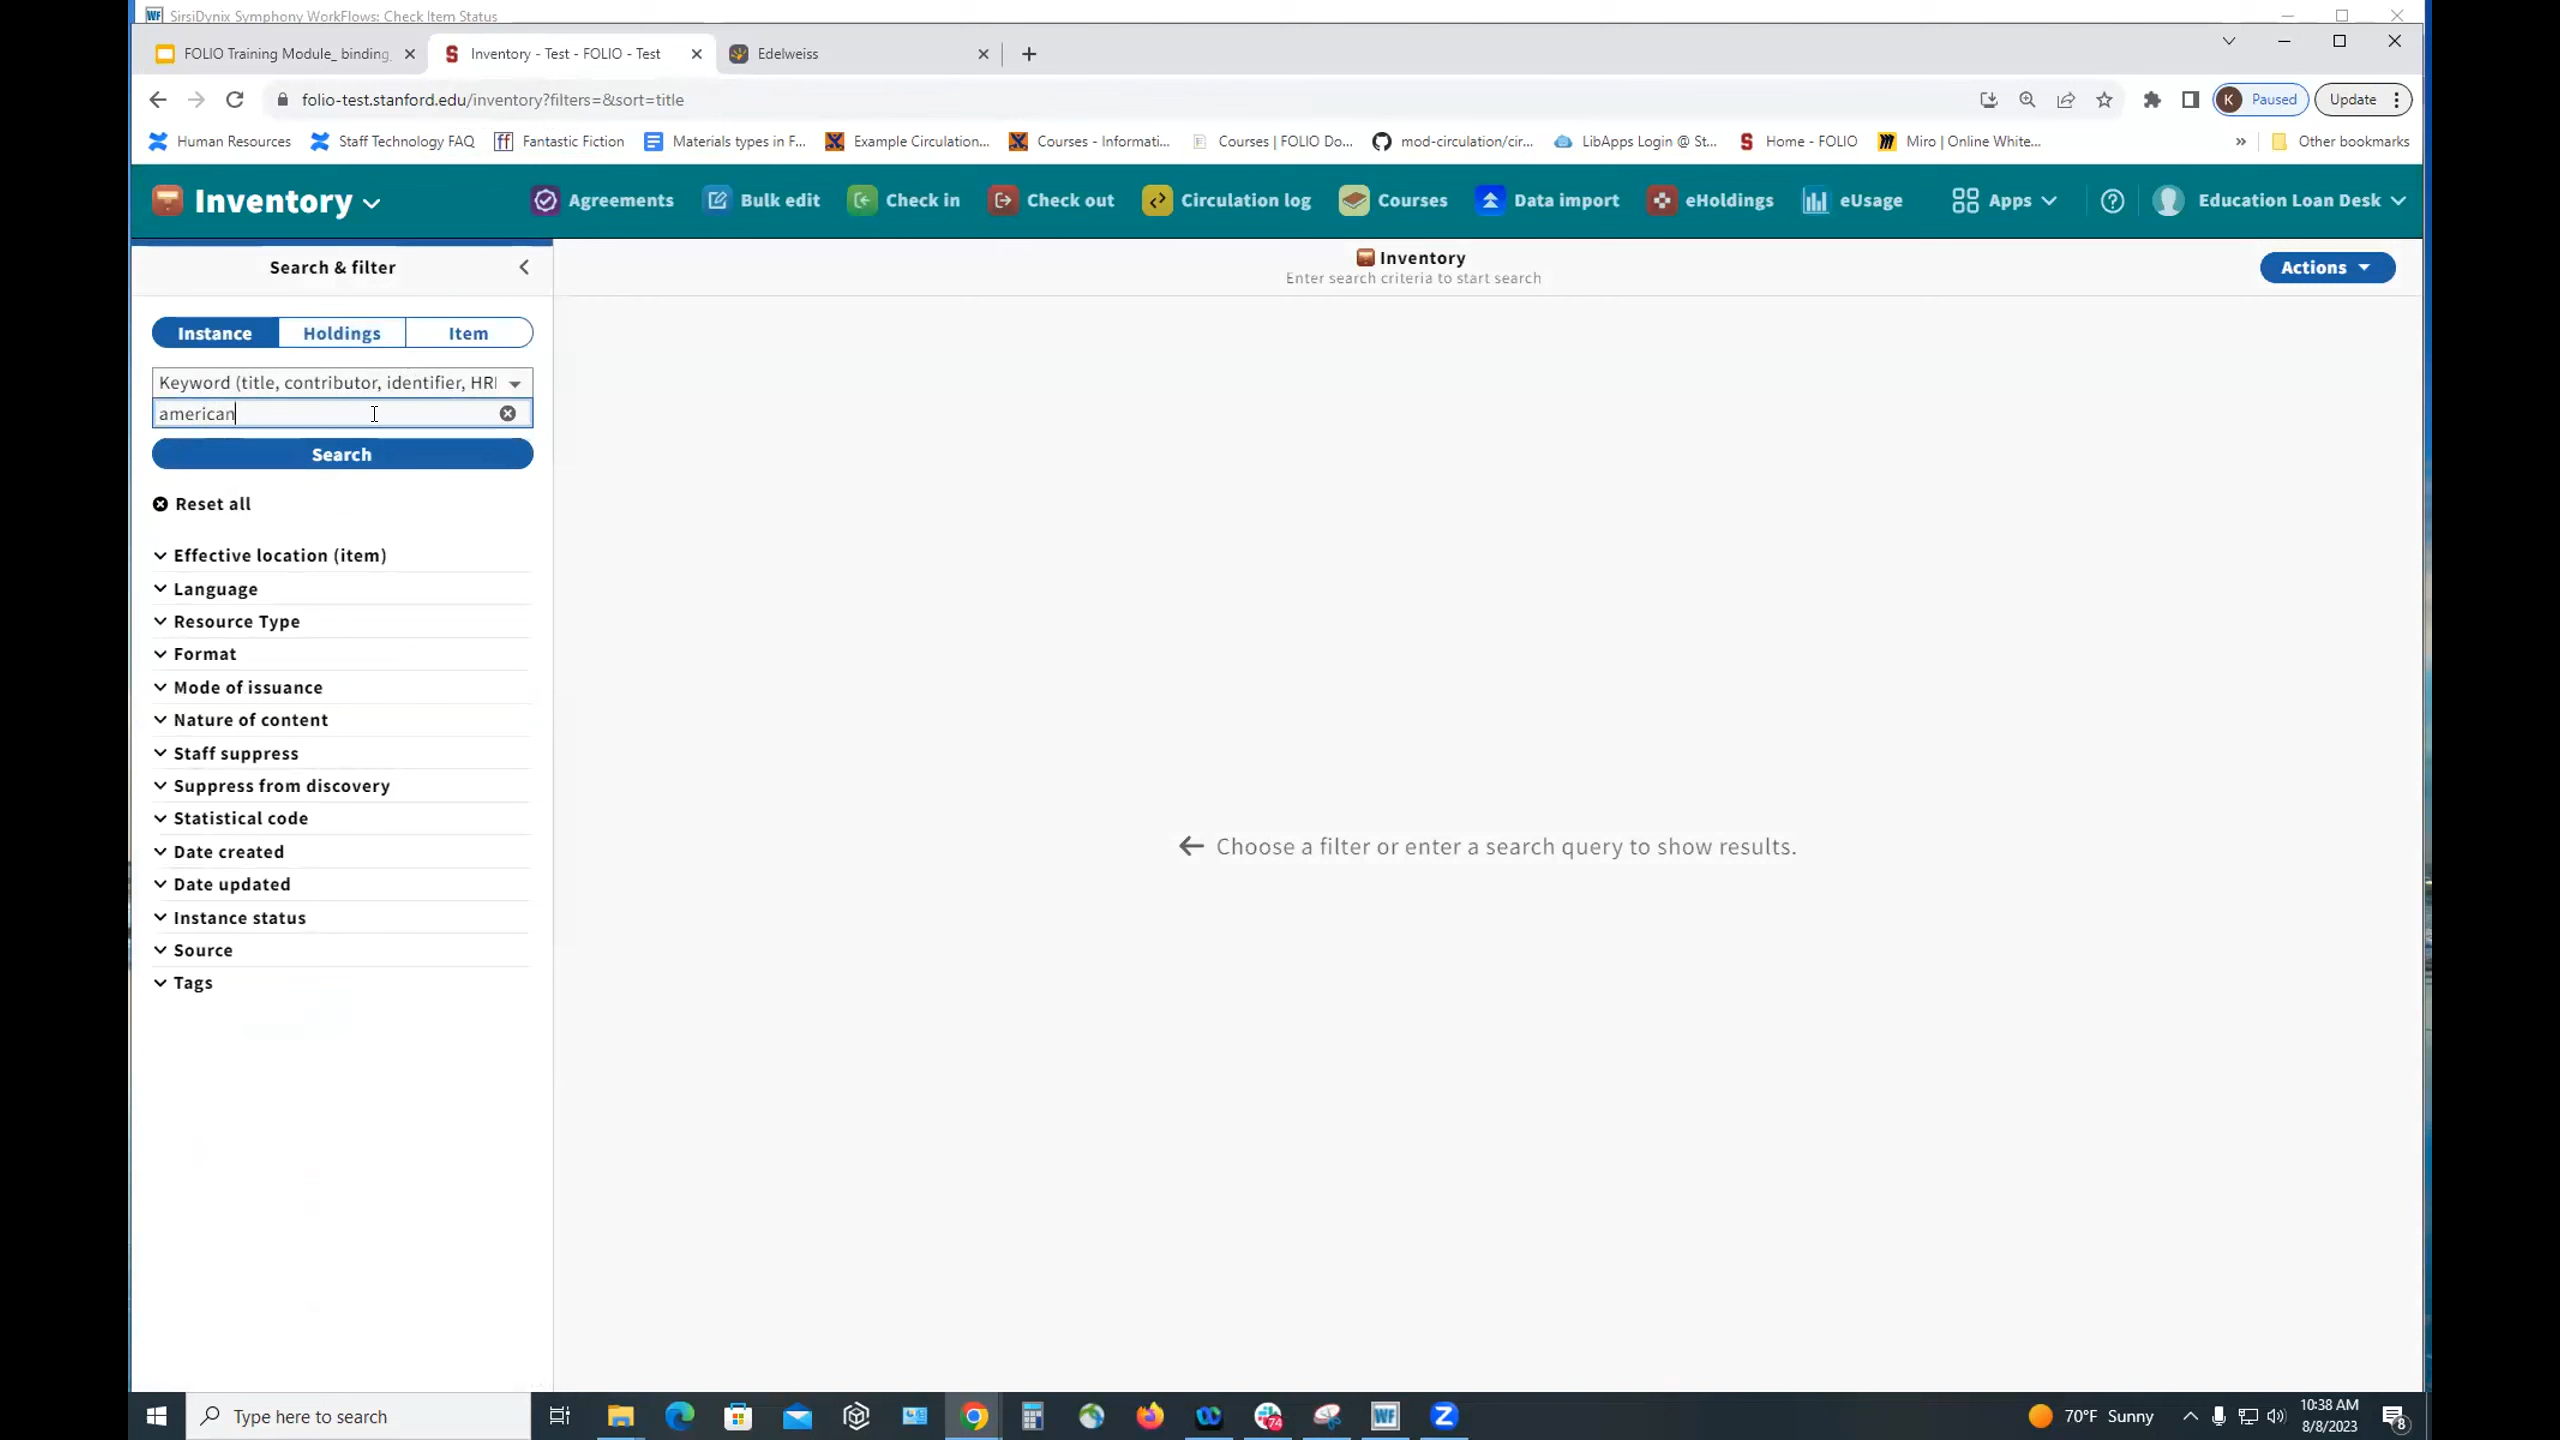 SirsiDynix Symphony WorkFlows: Check Item Status
FOLIO Training Module_ binding
Inventory - Test - FOLIO - Test
Edelweiss
folio-test.stanford.edu/inventory?filters=&sort=title
K Paused
Update
Human Resources
Staff Technology FAQ
ff Fantastic Fiction
Materials types in F...
Example Circulation...
Courses - Informati...
Courses | FOLIO Do...
mod-circulation/cir...
LibApps Login @ St...
Home - FOLIO
Miro | Online White...
»
Other bookmarks
Inventory
Agreements
Bulk edit
Check in
Check out
Circulation log
Courses
Data import
eHoldings
eUsage
Apps
Education Loan Desk
Search & filter
Inventory
Enter search criteria to start search
Actions
Instance
Holdings
Item
Keyword (title, contributor, identifier, HRI
american
Search
Reset all
Effective location (item)
Language
Resource Type
Format
Mode of issuance
Nature of content
Staff suppress
Suppress from discovery
Statistical code
Date created
Date updated
Instance status
Source
Tags
Choose a filter or enter a search query to show results.
Type here to search
74
WF
Z
70°F Sunny
10:38 AM
8/8/2023
8